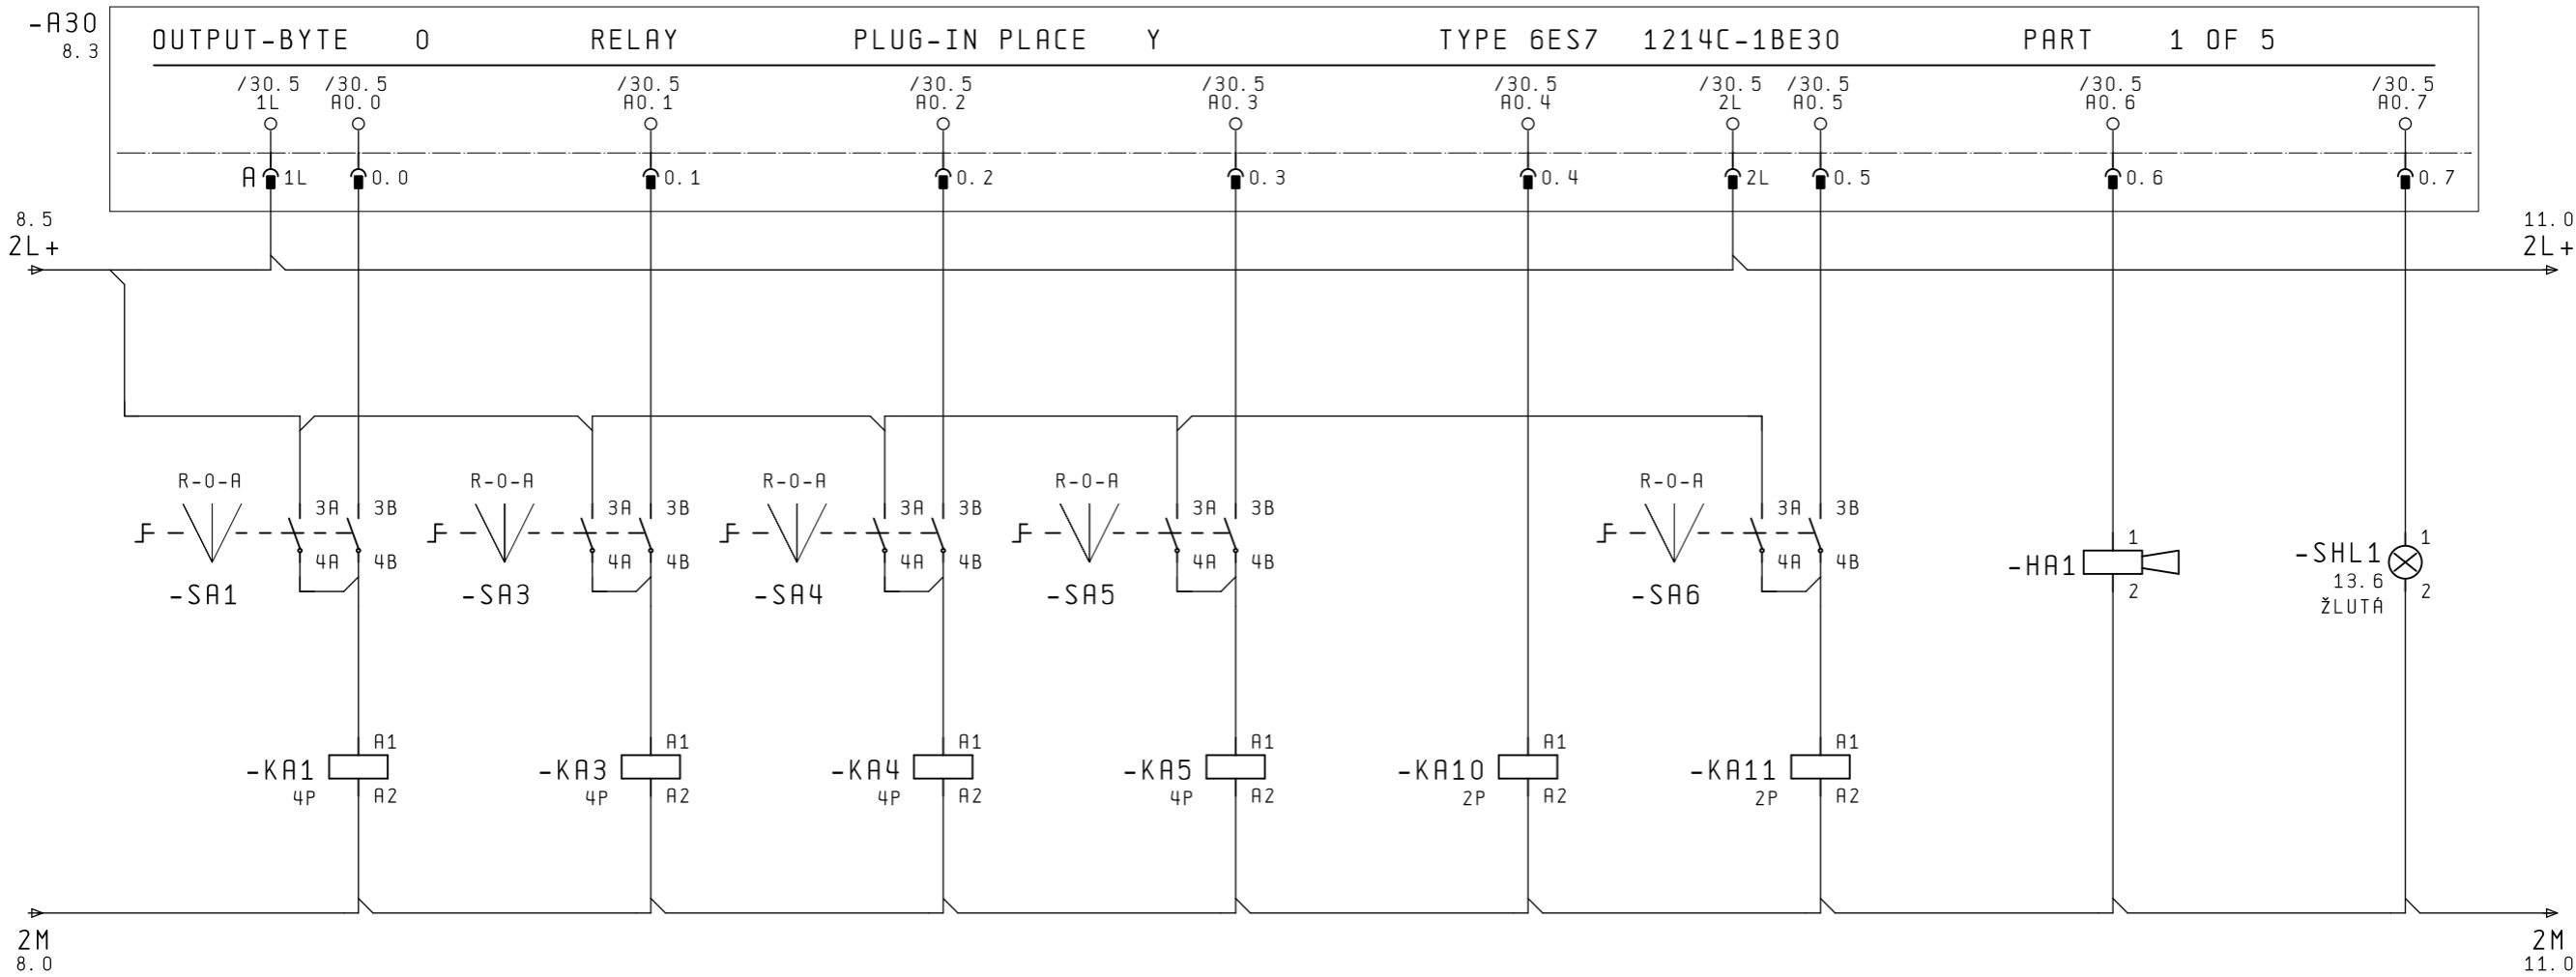 -A30
8.3
OUTPUT-BYTE 0 RELAY PLUG-IN PLACE Y TYPE 6ES7 1214C-1BE30 PART 1 OF 5
/30.5 /30.5 /30.5 /30.5 /30.5 /30.5 /30.5 /30.5 /30.5 /30.5
1L A0.0 A0.1 A0.2 A0.3 A0.4 2L A0.5 A0.6 A0.7
A 1L 0.0 0.1 0.2 0.3 0.4 2L 0.5 0.6 0.7
8.5 11.0
2L+ 2L+
R-0-A R-0-A R-0-A R-0-A R-0-A
3A 3B 3A 3B 3A 3B 3A 3B 3A 3B
1 1
4A 4B 4A 4B 4A 4B 4A 4B 4A 4B -HA1 -SHL1
13.6
2 2
-SA1 -SA3 -SA4 -SA5 -SA6 ŽLUTÁ
A1 A1 A1 A1 A1 A1
-KA1 -KA3 -KA4 -KA5 -KA10 -KA11
4P A2 4P A2 4P A2 4P A2 2P A2 2P A2
2M 2M
8.0 11.0